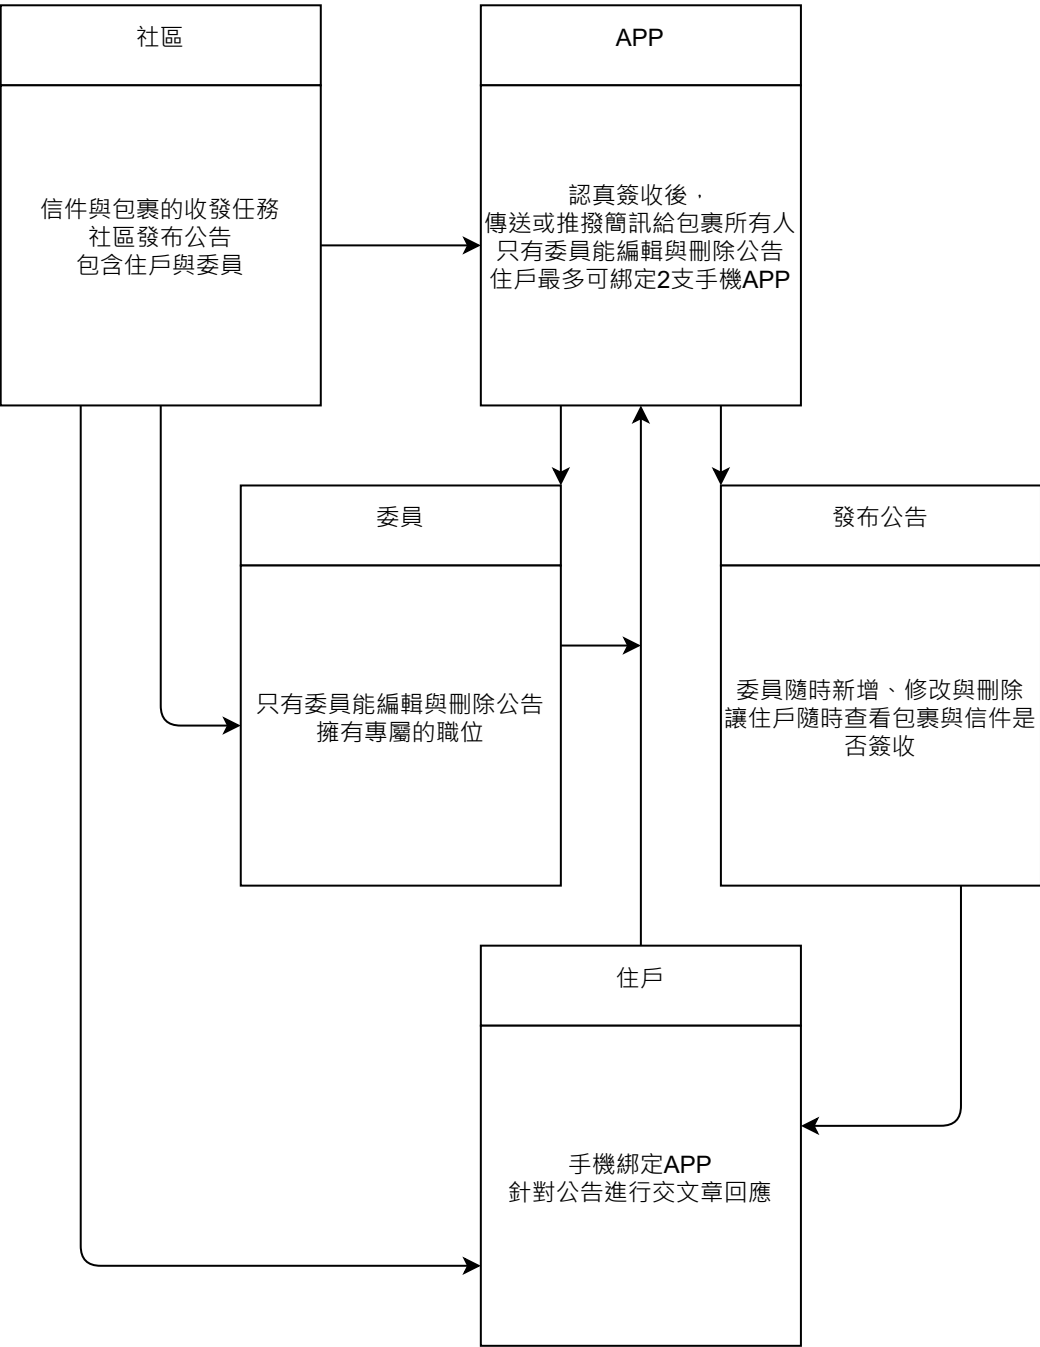 社區
信件與包裹的收發任務
社區發布公告
包含住戶與委員
APP
認真簽收後，
傳送或推撥簡訊給包裹所有人
只有委員能編輯與刪除公告
住戶最多可綁定2支手機APP
委員
只有委員能編輯與刪除公告
擁有專屬的職位
發布公告
委員隨時新增、修改與刪除
讓住戶隨時查看包裹與信件是
否簽收
住戶
手機綁定APP
針對公告進行交文章回應